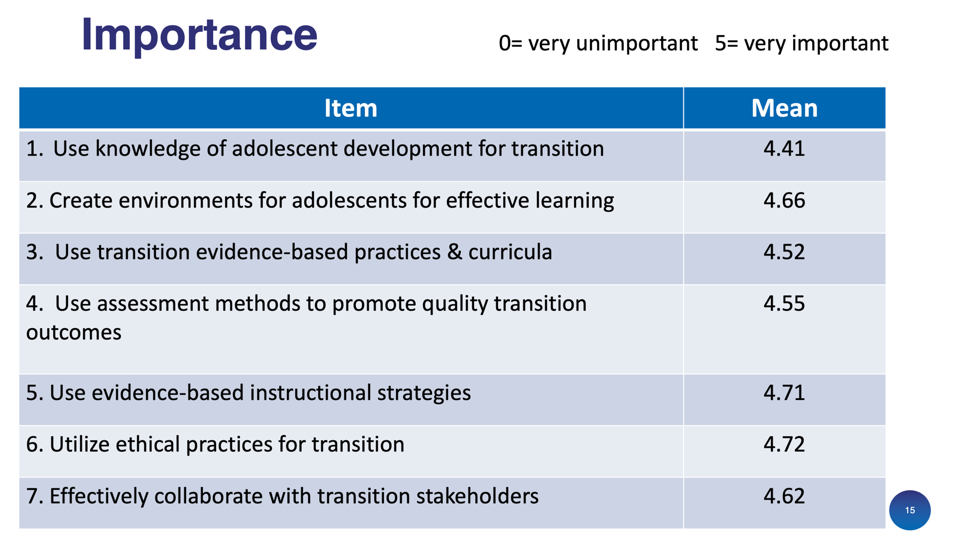 Importance
0= very unimportant   5= very important
Item Mean
1.  Use knowledge of adolescent development for transition 4.41
2. Create environments for adolescents for effective learning 4.66
3.  Use transition evidence-based practices & curricula 4.52
4.  Use assessment methods to promote quality transition 4.55
outcomes
5. Use evidence-based instructional strategies 4.71
6. Utilize ethical practices for transition 4.72
7. Effectively collaborate with transition stakeholders 4.62
15